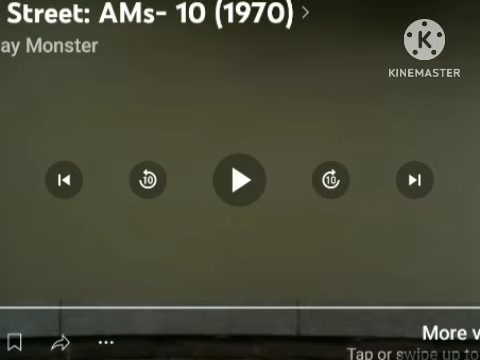 Street: AMs- 10 (1970)
ay Monster
KINEMASTER
10
10
More v
Tap or swipe up to